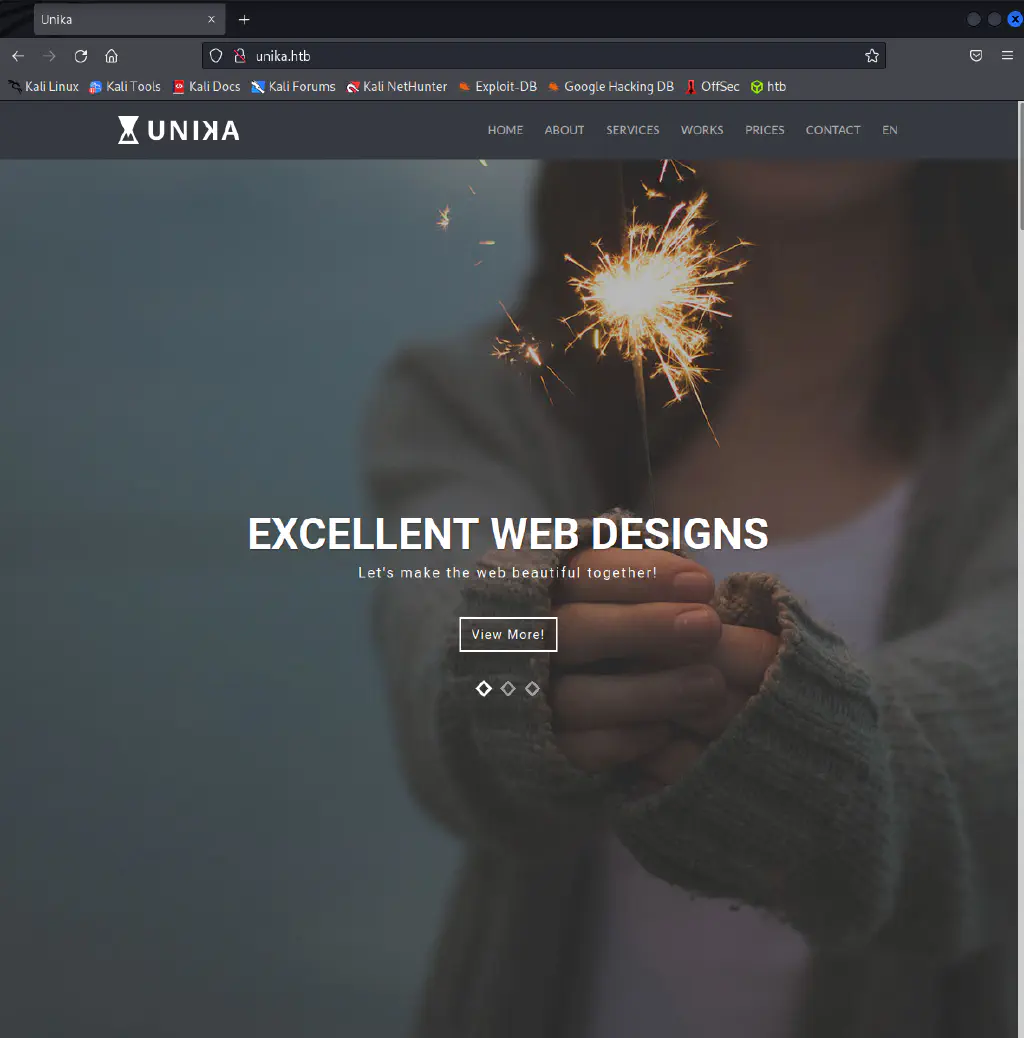 Unika
unika.htb
Kali Linux Kali Tools Kali Docs Kali Forums Kali NetHunter Exploit-DB Google Hacking DB OffSec htb
UNIKA
HOME ABOUT SERVICES WORKS PRICES CONTACT EN
EXCELLENT WEB DESIGNS
Let's make the web beautiful together!
View More!